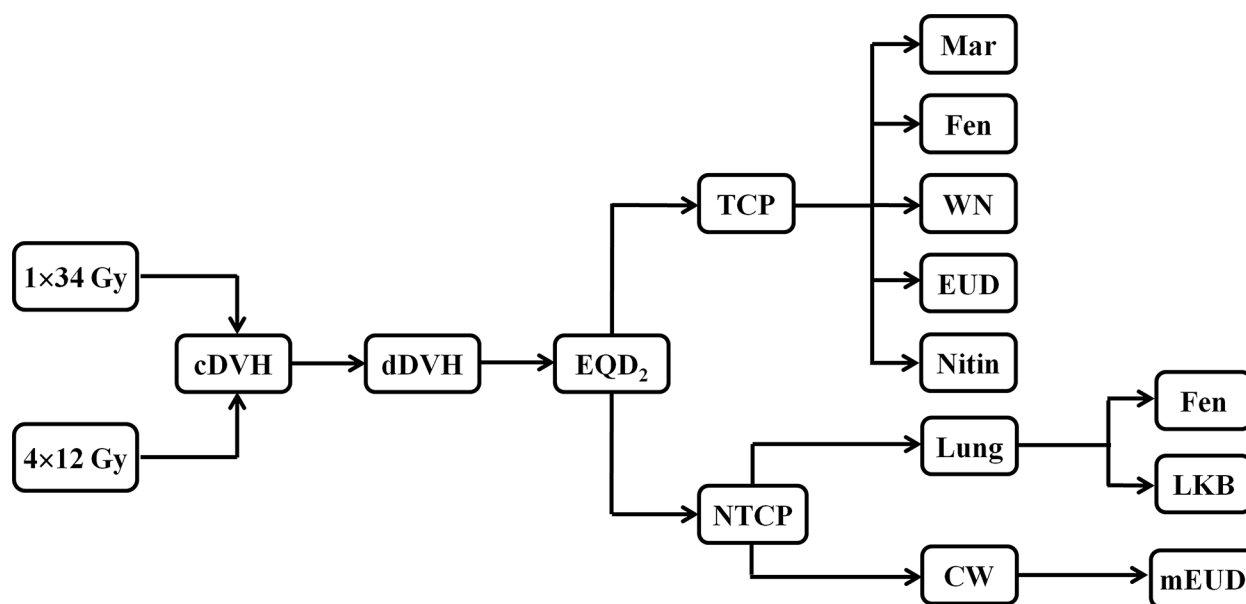 1×34 Gy
4×12 Gy
cDVH
dDVH
EQD₂
TCP
Mar
Fen
WN
EUD
Nitin
NTCP
Lung
Fen
LKB
CW
mEUD